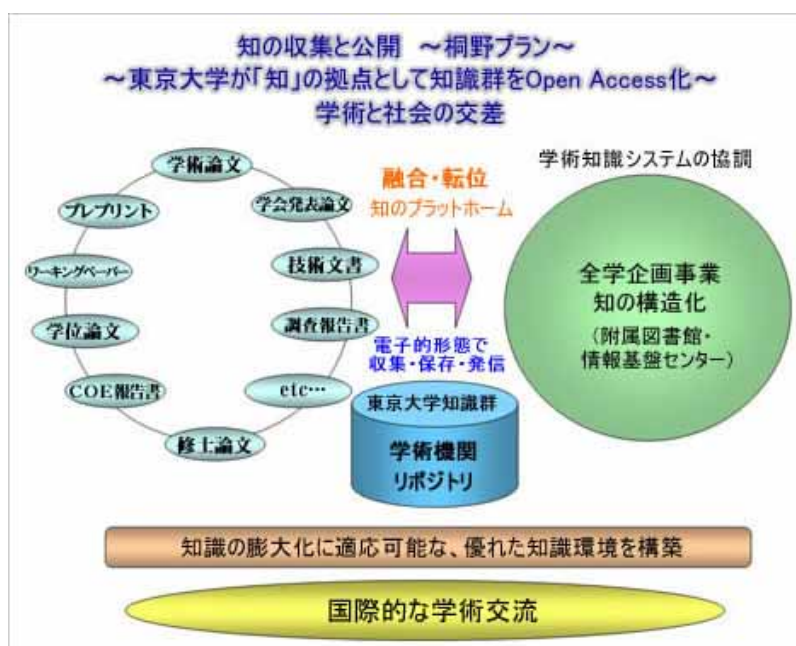 知の収集と公開 ～桐野プラン～
～東京大学が「知」の拠点として知識群をOpen Access化～
学術と社会の交差
学術論文
プレプリント
学会発表論文
ワーキングペーパー
技術文書
学位論文
調査報告書
COE報告書
etc…
修士論文
融合・転位
知のプラットホーム
電子的形態で
収集・保存・発信
東京大学知識群
学術機関
リポジトリ
学術知識システムの協調
全学企画事業
知の構造化
（附属図書館・
情報基盤センター）
知識の膨大化に適応可能な、優れた知識環境を構築
国際的な学術交流